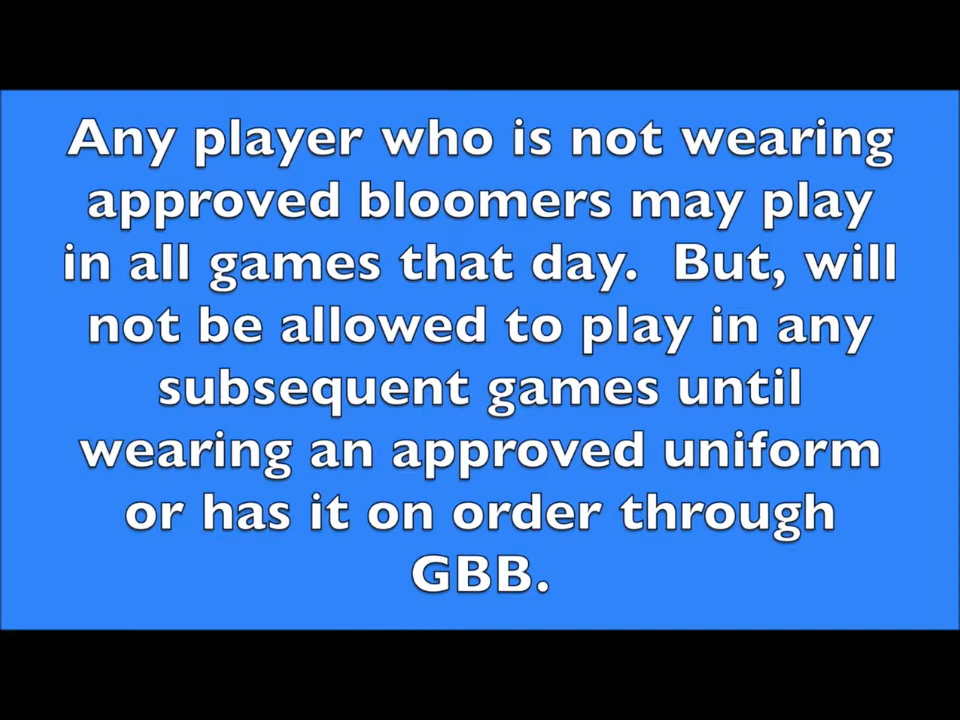 Any player who is not wearing
approved bloomers may play
in all games that day.  But, will
not be allowed to play in any
subsequent games until
wearing an approved uniform
or has it on order through
GBB.